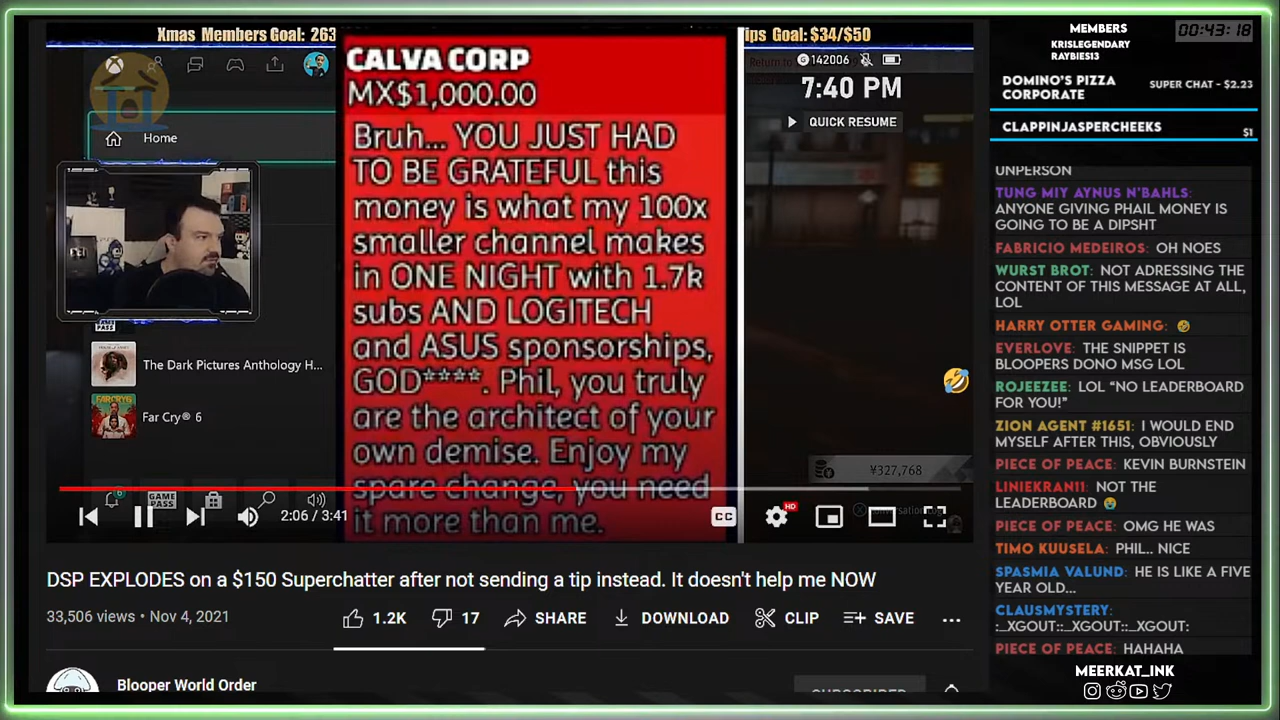 Xmas Members Goal: 263
ips Goal: $34/$50
CALVA CORP
MX$1,000.00
Bruh... YOU JUST HAD
TO BE GRATEFUL this
money is what my 100x
smaller channel makes
in ONE NIGHT with 1.7k
subs AND LOGITECH
and ASUS sponsorships,
GOD****. Phil, you truly
are the architect of your
own demise. Enjoy my
spare change, you need
it more than me.
Home
The Dark Pictures Anthology H...
Far Cry® 6
GAME
PASS
G 142006
7:40 PM
QUICK RESUME
¥327,768
2:06 / 3:41
CC
HD
DSP EXPLODES on a $150 Superchatter after not sending a tip instead. It doesn't help me NOW
33,506 views • Nov 4, 2021
1.2K
17
SHARE
DOWNLOAD
CLIP
SAVE
Blooper World Order
SUBSCRIBED
MEMBERS
KRISLEGENDARY
RAYBIES13
00:43:18
DOMINO'S PIZZA
CORPORATE
SUPER CHAT - $2.23
CLAPPINJASPERCHEEKS
$1
UNPERSON
TUNG MIY AYNUS N'BAHLS:
ANYONE GIVING PHAIL MONEY IS
GOING TO BE A DIPSHT
FABRICIO MEDEIROS: OH NOES
WURST BROT: NOT ADRESSING THE
CONTENT OF THIS MESSAGE AT ALL,
LOL
HARRY OTTER GAMING: 🤣
EVERLOVE: THE SNIPPET IS
BLOOPERS DONO MSG LOL
ROJEEZEE: LOL "NO LEADERBOARD
FOR YOU!"
ZION AGENT #1651: I WOULD END
MYSELF AFTER THIS, OBVIOUSLY
PIECE OF PEACE: KEVIN BURNSTEIN
LINIEKRAN11: NOT THE
LEADERBOARD 😭
PIECE OF PEACE: OMG HE WAS
TIMO KUUSELA: PHIL.. NICE
SPASMIA VALUND: HE IS LIKE A FIVE
YEAR OLD...
CLAUSMYSTERY:
:_XGOUT::_XGOUT::_XGOUT:
PIECE OF PEACE: HAHAHA
MEERKAT_INK